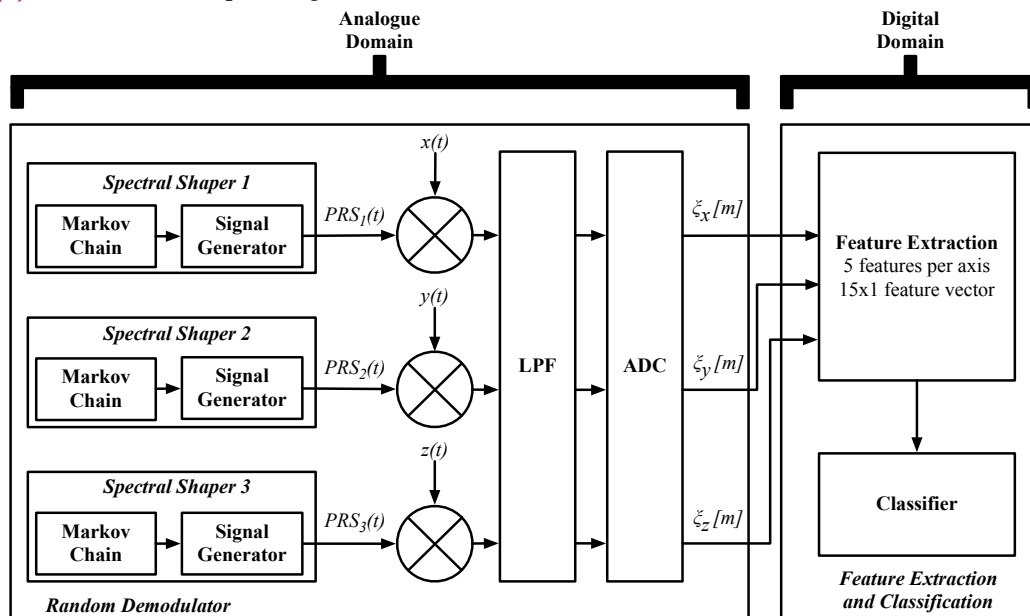 Analogue
Domain
Digital
Domain
x(t)
Spectral Shaper 1
Markov
Chain
Signal
Generator
PRS1(t)
ξx[m]
Feature Extraction
5 features per axis
15x1 feature vector
y(t)
Spectral Shaper 2
Markov
Chain
Signal
Generator
PRS2(t)
LPF
ADC
ξy[m]
z(t)
Spectral Shaper 3
Markov
Chain
Signal
Generator
PRS3(t)
ξz[m]
Classifier
Random Demodulator
Feature Extraction
and Classification